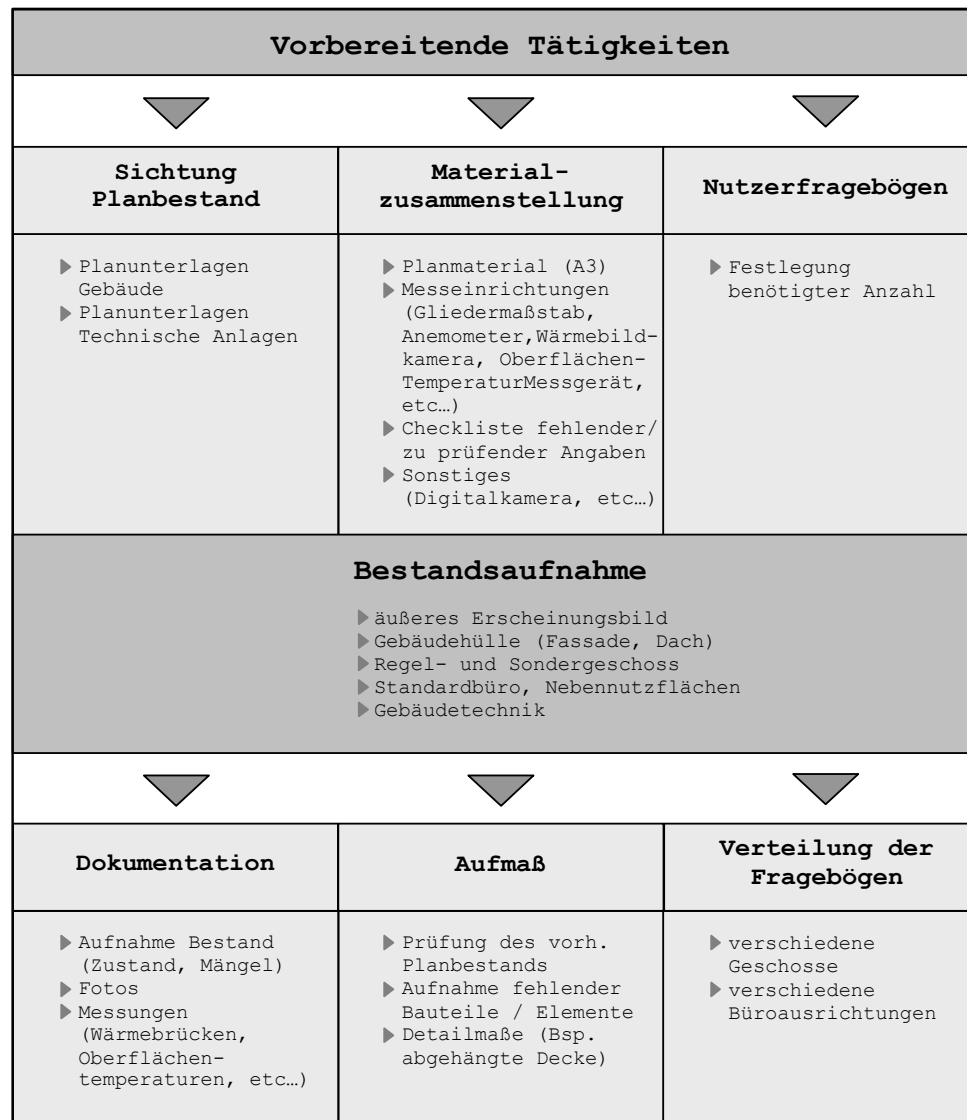 Vorbereitende Tätigkeiten
Sichtung
Planbestand
Planunterlagen
Gebäude
Planunterlagen
Technische Anlagen
Material-
zusammenstellung
Planmaterial (A3)
Messeinrichtungen
(Gliedermaßstab,
Anemometer,Wärmebild-
kamera, Oberflächen-
TemperaturMessgerät,
etc…)
Checkliste fehlender/
zu prüfender Angaben
Sonstiges
(Digitalkamera, etc…)
Nutzerfragebögen
Festlegung
benötigter Anzahl
Bestandsaufnahme
äußeres Erscheinungsbild
Gebäudehülle (Fassade, Dach)
Regel- und Sondergeschoss
Standardbüro, Nebennutzflächen
Gebäudetechnik
Dokumentation
Aufnahme Bestand
(Zustand, Mängel)
Fotos
Messungen
(Wärmebrücken,
Oberflächen-
temperaturen, etc…)
Aufmaß
Prüfung des vorh.
Planbestands
Aufnahme fehlender
Bauteile / Elemente
Detailmaße (Bsp.
abgehängte Decke)
Verteilung der
Fragebögen
verschiedene
Geschosse
verschiedene
Büroausrichtungen